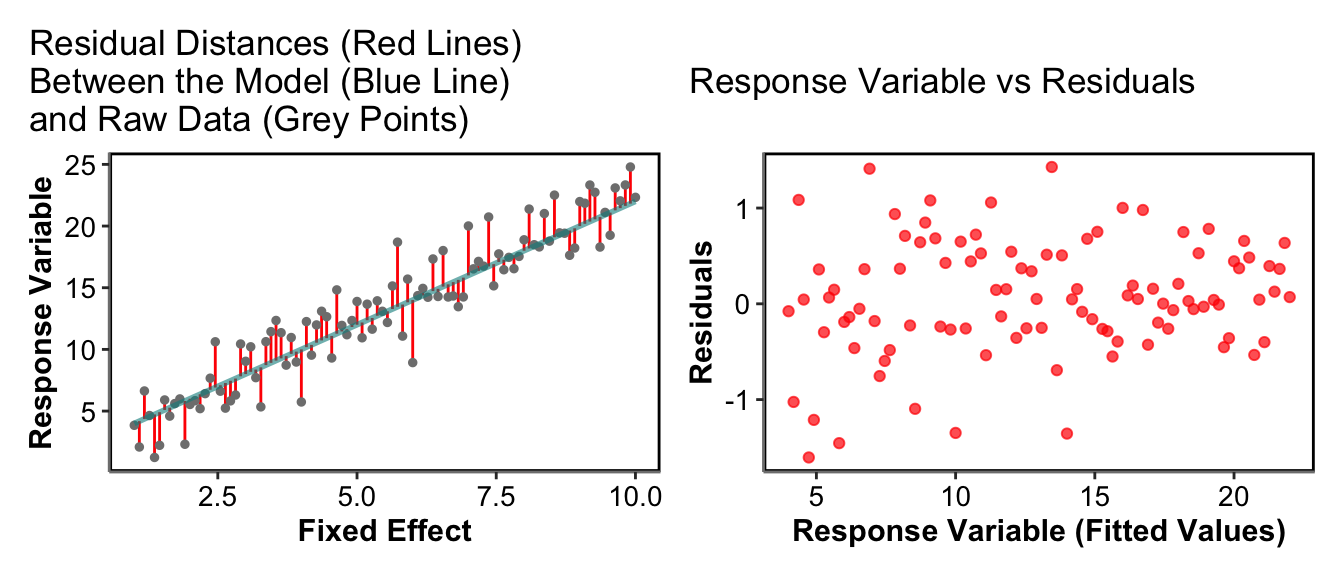 Residual Distances (Red Lines)
Between the Model (Blue Line)
and Raw Data (Grey Points)
Response Variable
25
20
15
10
5
2.5 5.0 7.5 10.0
Fixed Effect
Response Variable vs Residuals
Residuals
1
0
-1
5 10 15 20
Response Variable (Fitted Values)